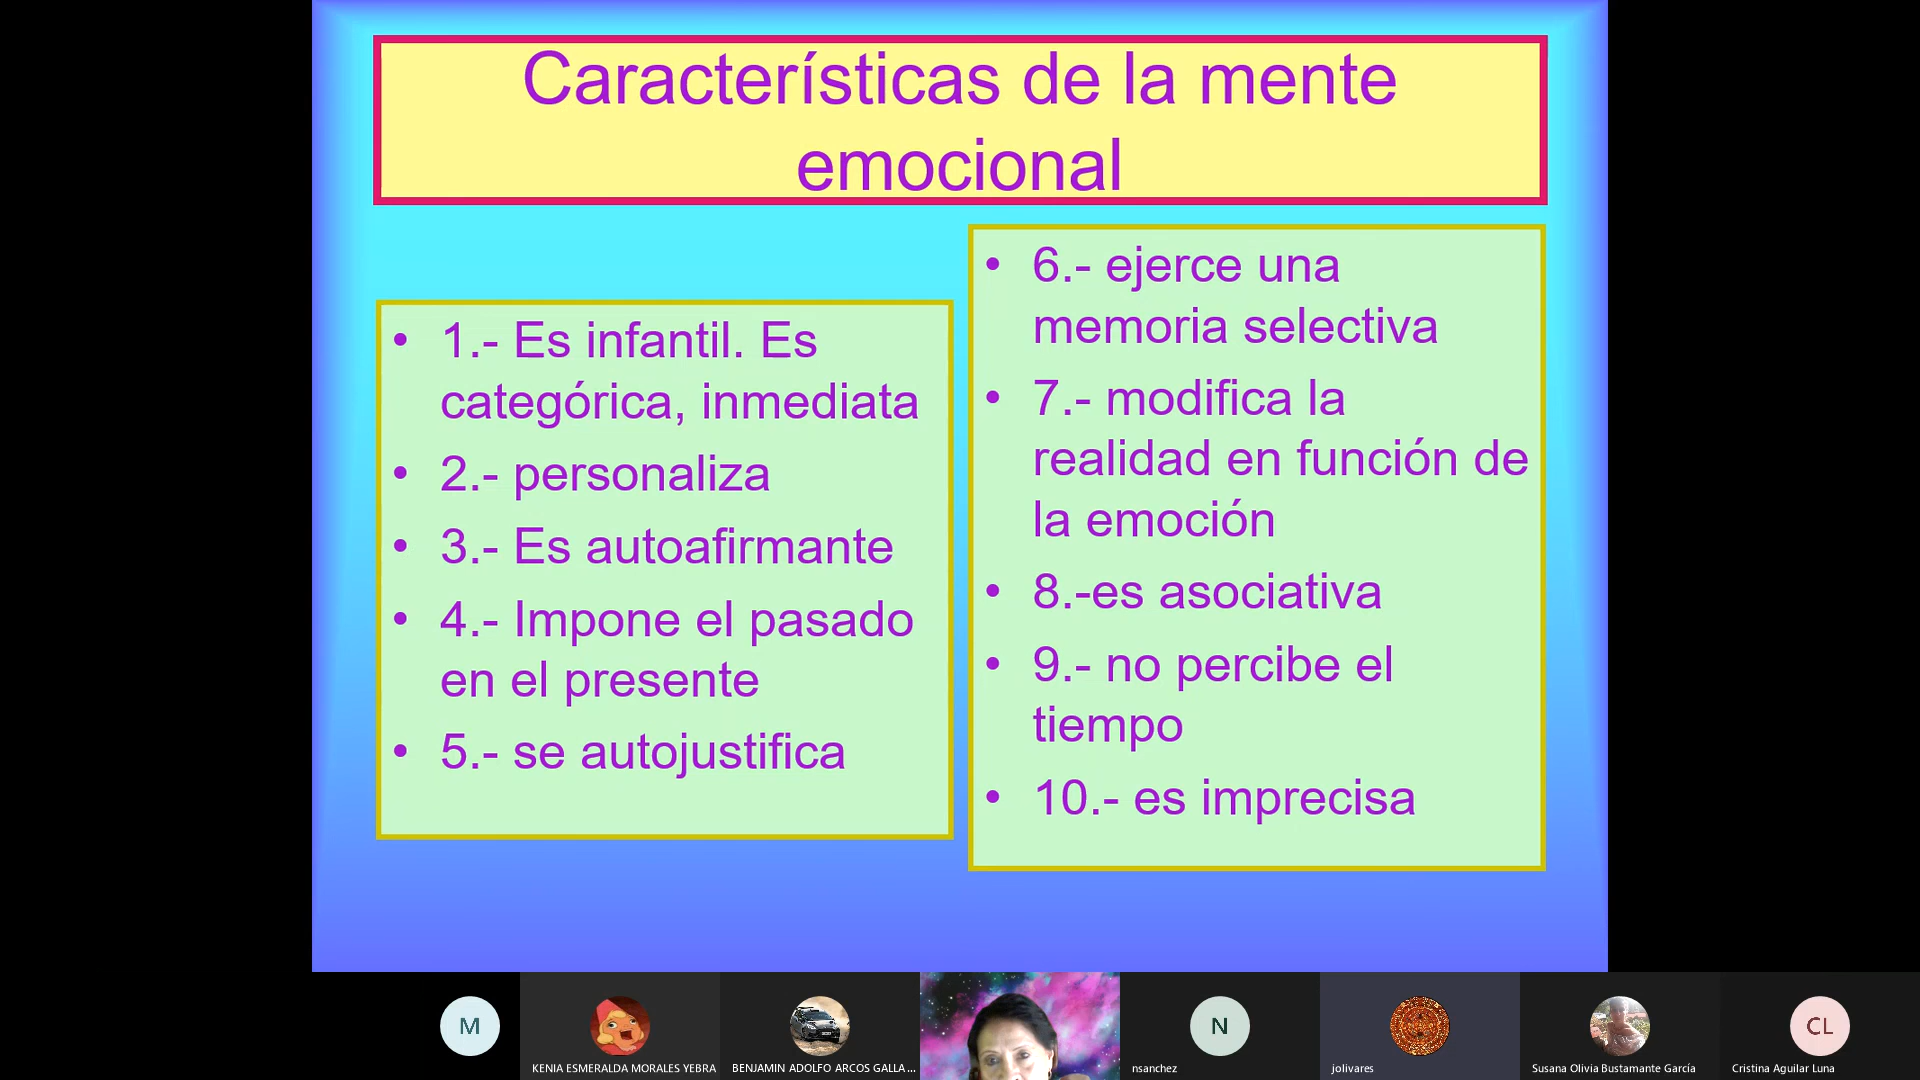 Características de la mente
emocional
• 1.- Es infantil. Es
categórica, inmediata
• 2.- personaliza
• 3.- Es autoafirmante
• 4.- Impone el pasado
en el presente
• 5.- se autojustifica
• 6.- ejerce una
memoria selectiva
• 7.- modifica la
realidad en función de
la emoción
• 8.-es asociativa
• 9.- no percibe el
tiempo
• 10.- es imprecisa
M
KENIA ESMERALDA MORALES YEBRA
BENJAMIN ADOLFO ARCOS GALLA...
N
nsanchez
jolivares
Susana Olivia Bustamante García
CL
Cristina Aguilar Luna